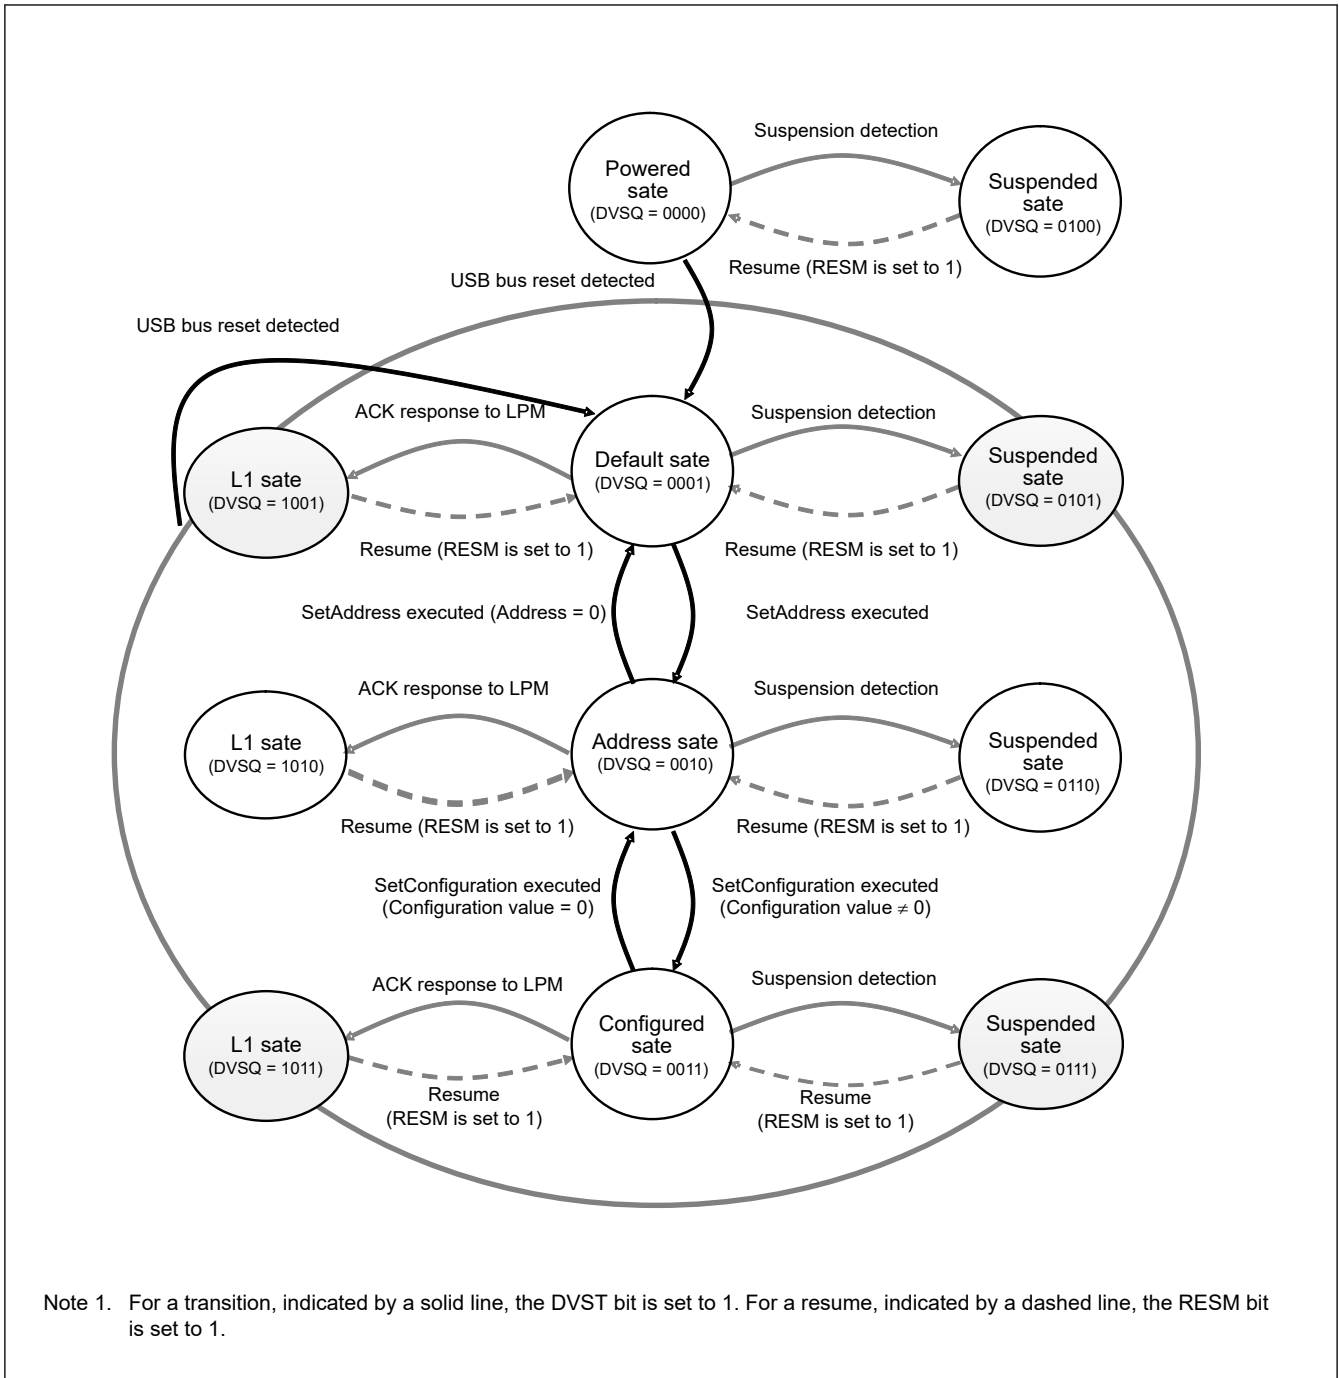 Suspension detection
Powered
sate
(DVSQ = 0000)
Suspended
sate
(DVSQ = 0100)
Resume (RESM is set to 1)
USB bus reset detected
USB bus reset detected
ACK response to LPM
Suspension detection
L1 sate
(DVSQ = 1001)
Default sate
(DVSQ = 0001)
Suspended
sate
(DVSQ = 0101)
Resume (RESM is set to 1)
Resume (RESM is set to 1)
SetAddress executed (Address = 0)
SetAddress executed
ACK response to LPM
Suspension detection
L1 sate
(DVSQ = 1010)
Address sate
(DVSQ = 0010)
Suspended
sate
(DVSQ = 0110)
Resume (RESM is set to 1)
Resume (RESM is set to 1)
SetConfiguration executed
(Configuration value = 0)
SetConfiguration executed
(Configuration value ≠ 0)
ACK response to LPM
Suspension detection
L1 sate
(DVSQ = 1011)
Configured
sate
(DVSQ = 0011)
Suspended
sate
(DVSQ = 0111)
Resume
(RESM is set to 1)
Resume
(RESM is set to 1)
Note 1. For a transition, indicated by a solid line, the DVST bit is set to 1. For a resume, indicated by a dashed line, the RESM bit
is set to 1.